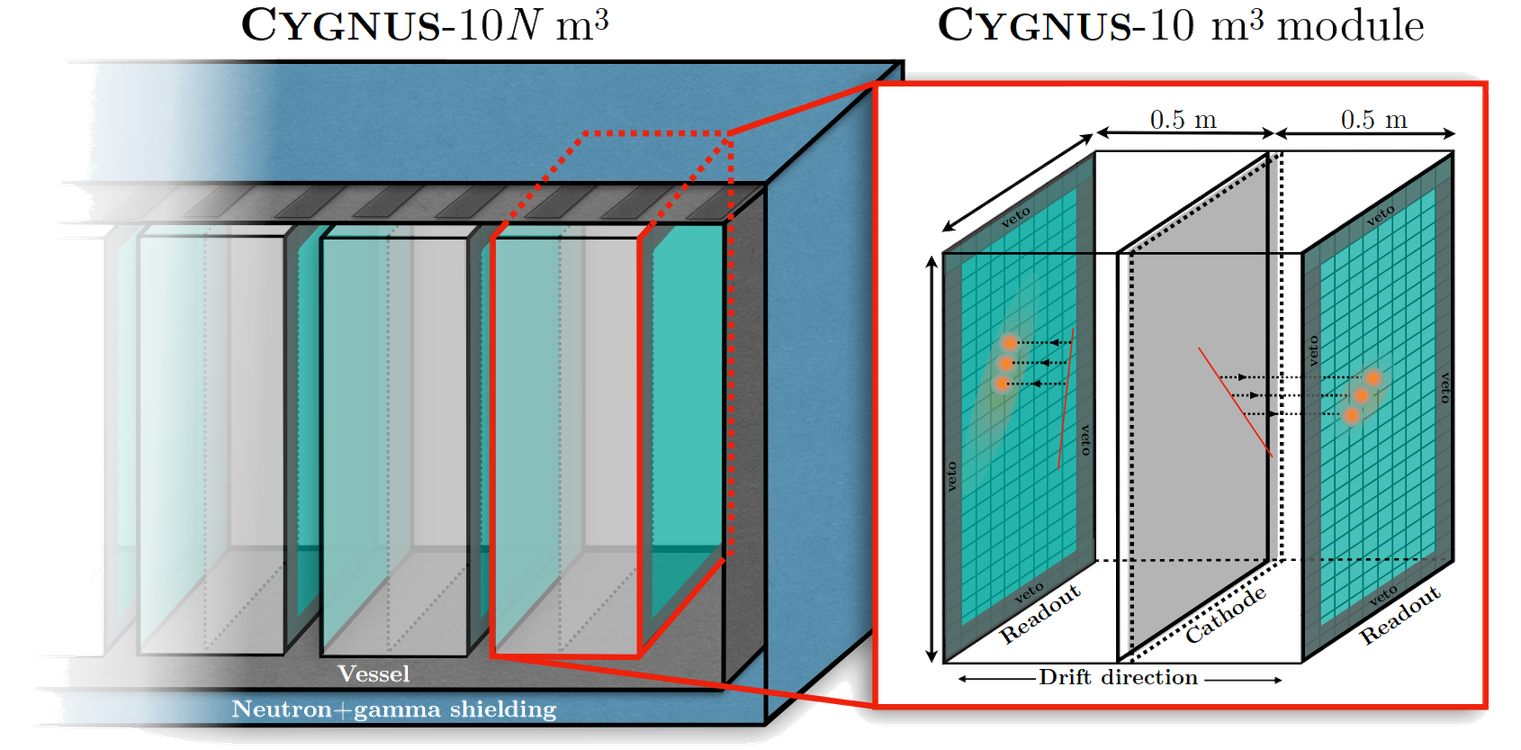 CYGNUS-10N m³
CYGNUS-10 m³ module
0.5 m
0.5 m
veto
veto
veto
veto
veto
veto
veto
veto
Readout
Cathode
Readout
Drift direction
Vessel
Neutron+gamma shielding